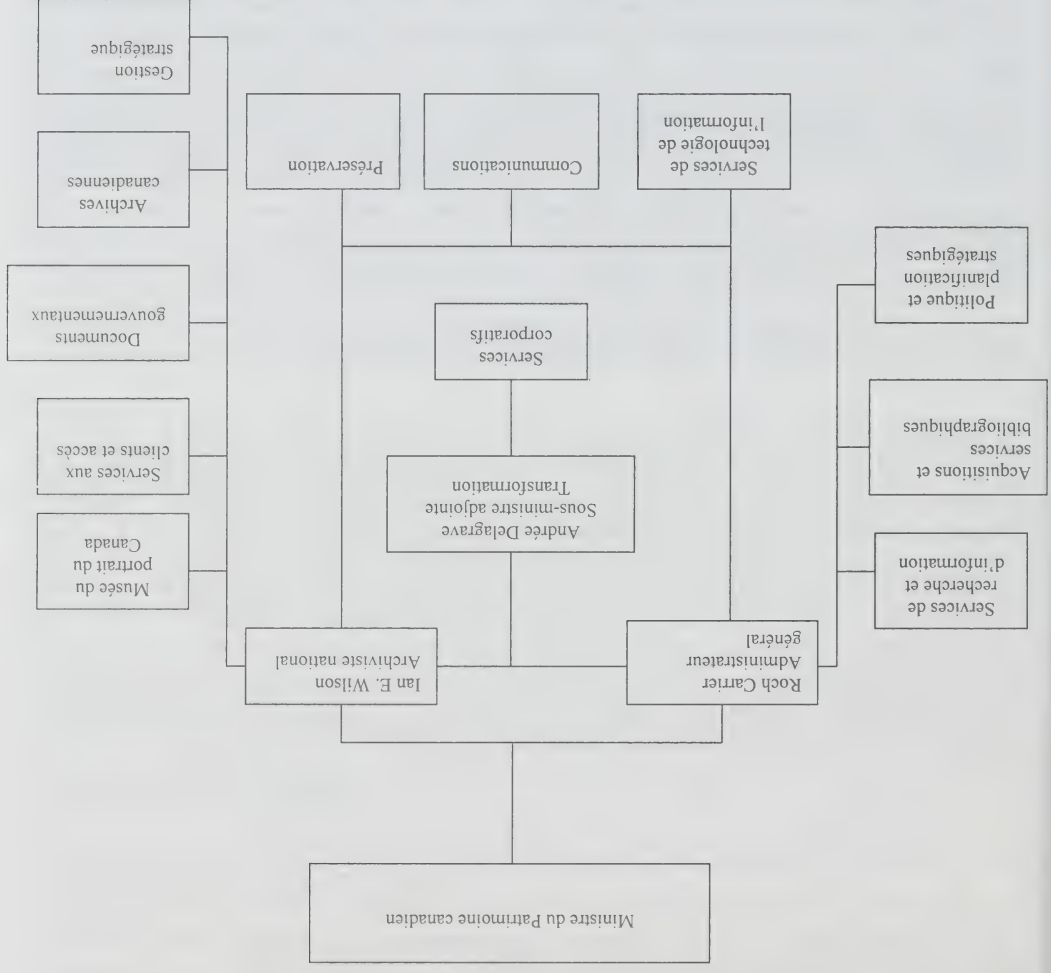 Ministre du Patrimoine canadien
Roch Carrier
Administrateur
général
Ian E. Wilson
Archiviste national
Services de
recherche et
d'information
Acquisitions et
services
bibliographiques
Politique et
planification
stratégiques
Andrée Delagrave
Sous-ministre adjointe
Transformation
Services
corporatifs
Musée du
portrait du
Canada
Services aux
clients et accès
Documents
gouvernementaux
Archives
canadiennes
Gestion
stratégique
Services de
technologie de
l'information
Communications
Préservation